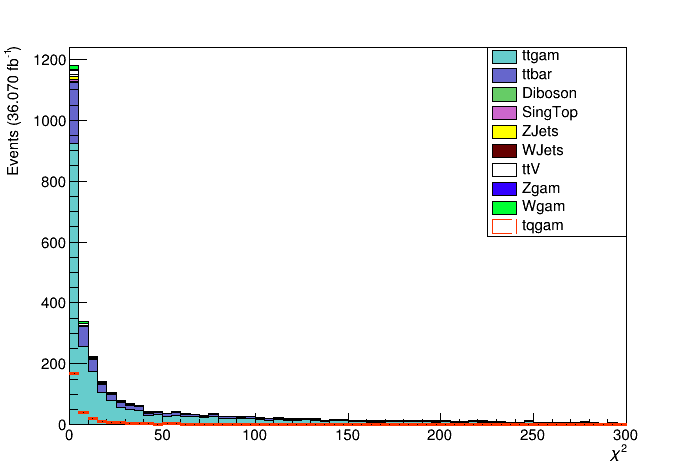 Events (36.070 fb⁻¹)
1200
1000
800
600
400
200
0
0 50 100 150 200 250 300
χ²
ttgam
ttbar
Diboson
SingTop
ZJets
WJets
ttV
Zgam
Wgam
tqgam